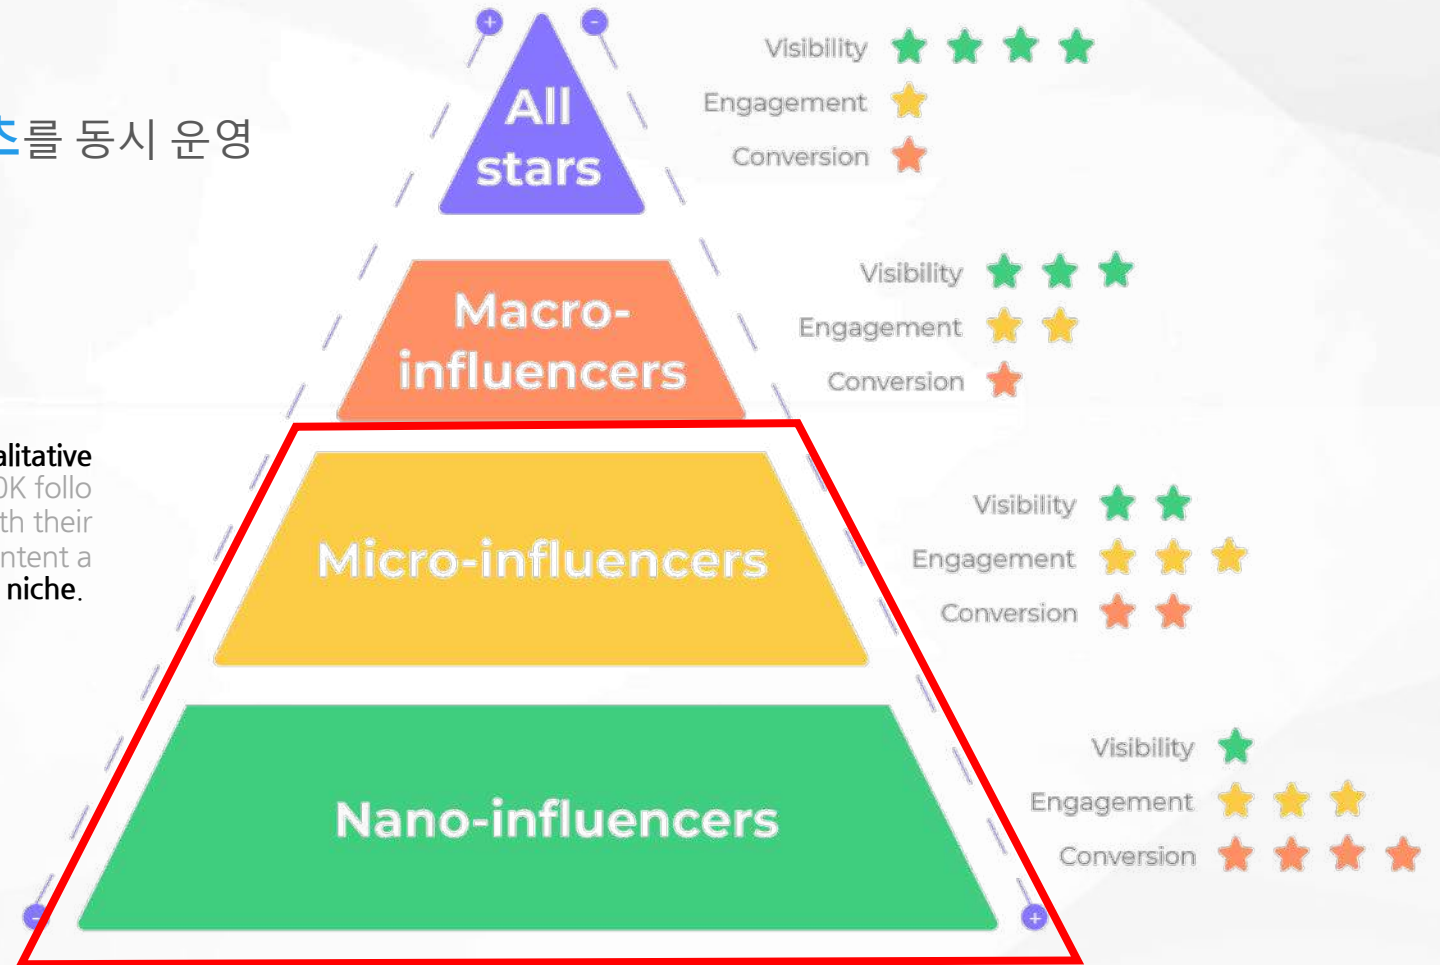 를 동시 운영
alitative
0K follo
th their
ntent a
niche.
+
-
All
stars
Visibility
Engagement
Conversion
Macro-
influencers
Visibility
Engagement
Conversion
Micro-influencers
Visibility
Engagement
Conversion
Nano-influencers
Visibility
Engagement
Conversion
-
+